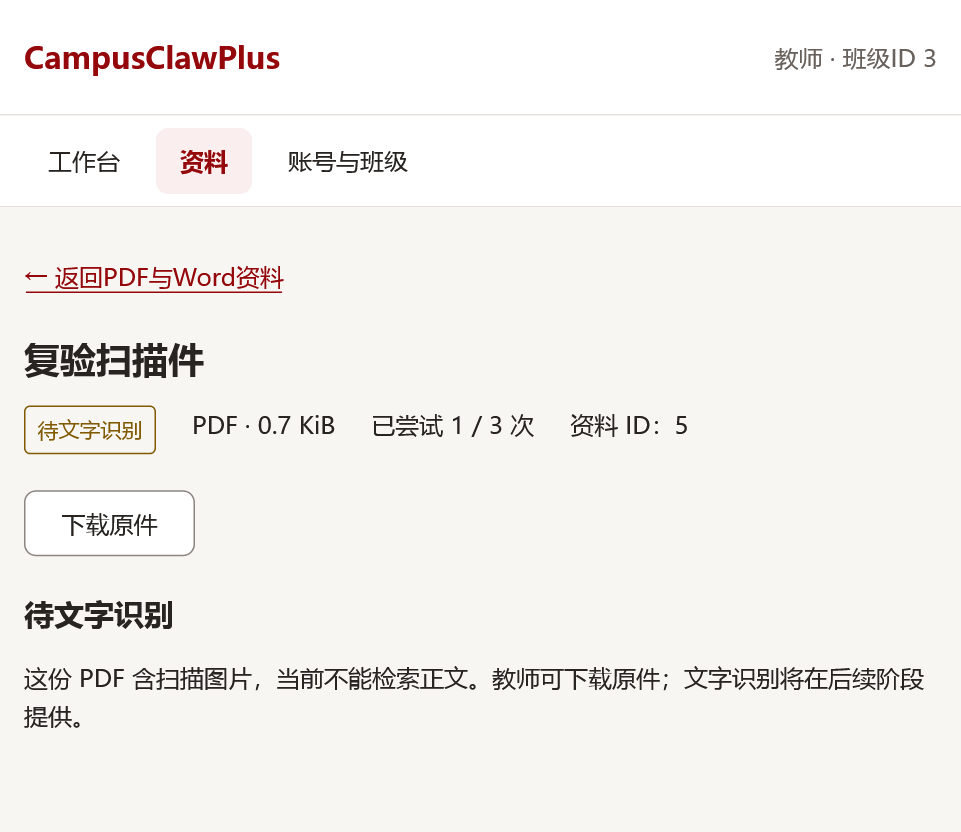 CampusClawPlus
教师 · 班级ID 3
工作台 资料 账号与班级
← 返回PDF与Word资料
复验扫描件
待文字识别 PDF · 0.7 KiB 已尝试 1 / 3 次 资料 ID：5
下载原件
待文字识别
这份 PDF 含扫描图片，当前不能检索正文。教师可下载原件；文字识别将在后续阶段
提供。